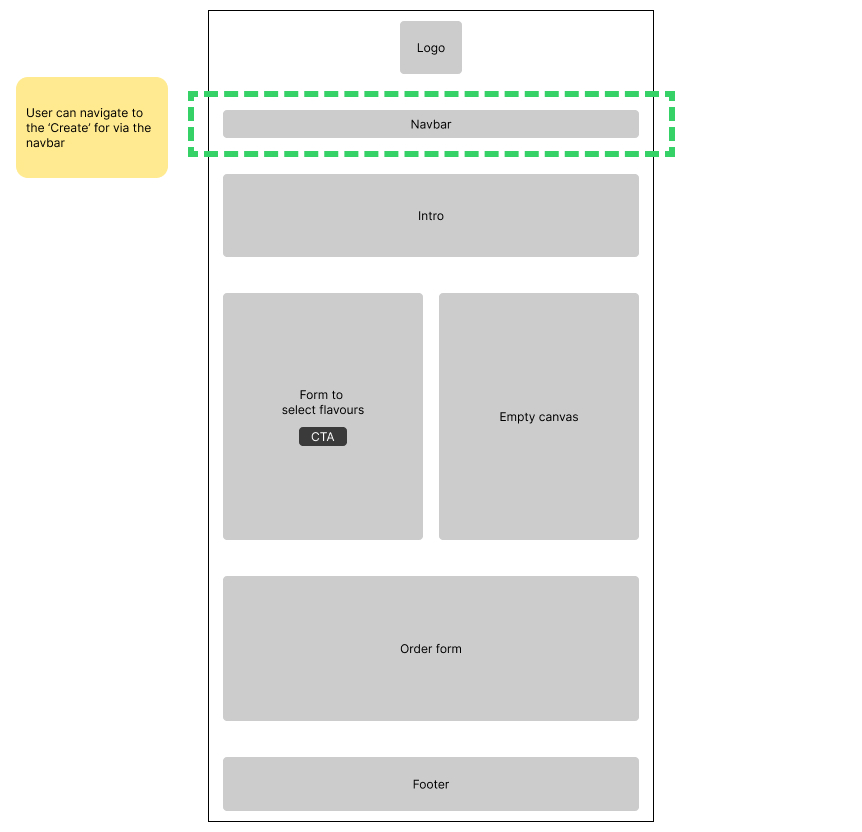 Logo
User can navigate to
the ‘Create’ for via the
navbar
Navbar
Intro
Form to
select flavours
CTA
Empty canvas
Order form
Footer